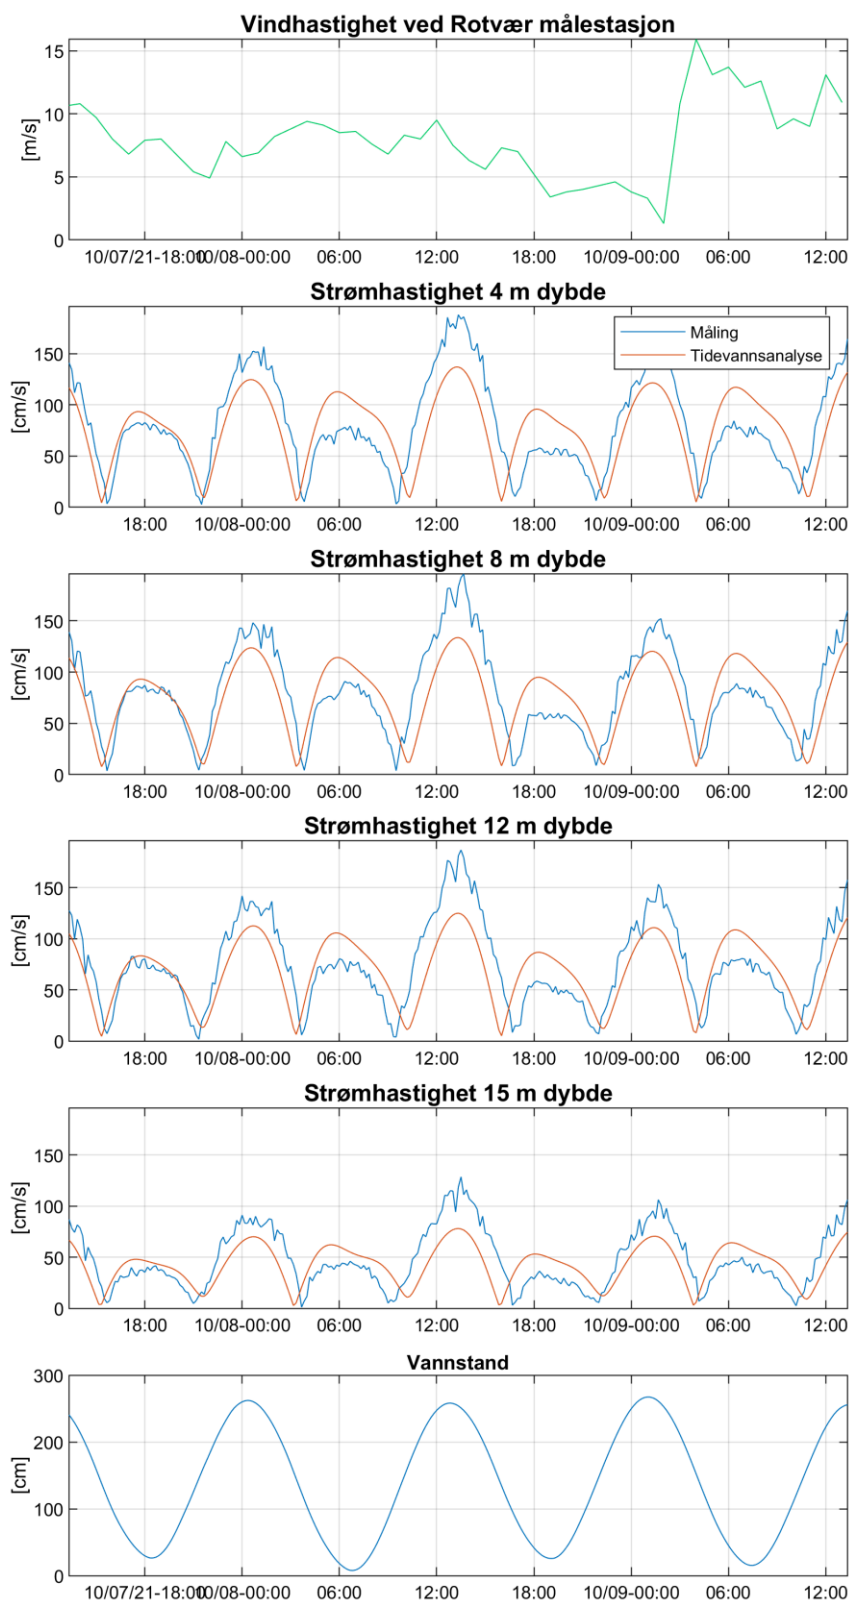 Vindhastighet ved Rotvær målestasjon
15
10
5
0
[m/s]
10/07/21-18:00 10/08-00:00 06:00 12:00 18:00 10/09-00:00 06:00 12:00
Strømhastighet 4 m dybde
Måling
Tidevannsanalyse
150
100
50
0
[cm/s]
18:00 10/08-00:00 06:00 12:00 18:00 10/09-00:00 06:00 12:00
Strømhastighet 8 m dybde
150
100
50
0
[cm/s]
18:00 10/08-00:00 06:00 12:00 18:00 10/09-00:00 06:00 12:00
Strømhastighet 12 m dybde
150
100
50
0
[cm/s]
18:00 10/08-00:00 06:00 12:00 18:00 10/09-00:00 06:00 12:00
Strømhastighet 15 m dybde
150
100
50
0
[cm/s]
18:00 10/08-00:00 06:00 12:00 18:00 10/09-00:00 06:00 12:00
Vannstand
300
200
100
0
[cm]
10/07/21-18:00 10/08-00:00 06:00 12:00 18:00 10/09-00:00 06:00 12:00